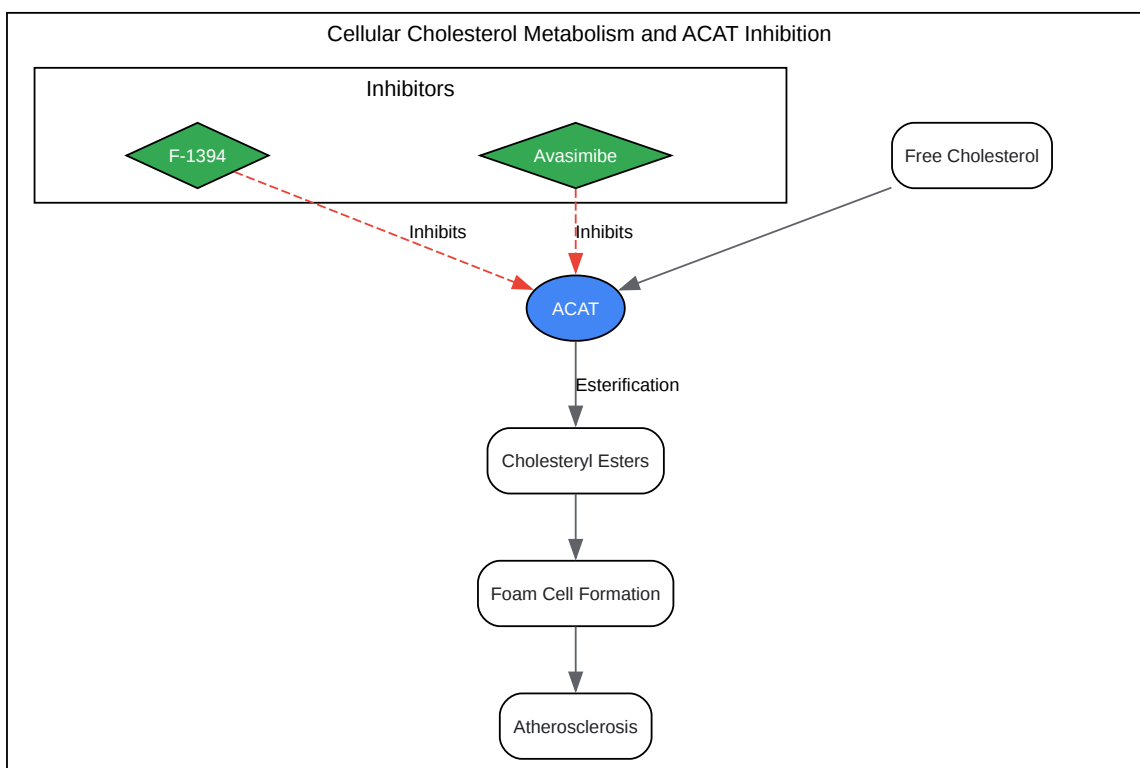 Cellular Cholesterol Metabolism and ACAT Inhibition
Inhibitors
F-1394
Avasimibe
Free Cholesterol
Inhibits
Inhibits
ACAT
Esterification
Cholesteryl Esters
Foam Cell Formation
Atherosclerosis